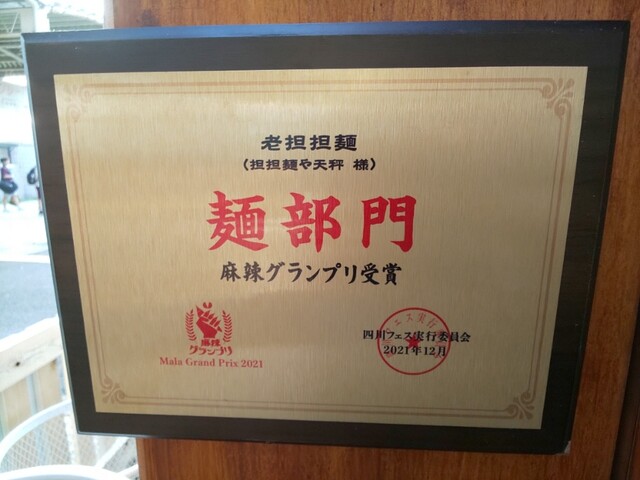 老担担麺
(担担麺や天秤 様)
麺部門
麻辣グランプリ受賞
麻辣
グランプリ
Mala Grand Prix 2021
四川フェス実行委員会
2021年12月